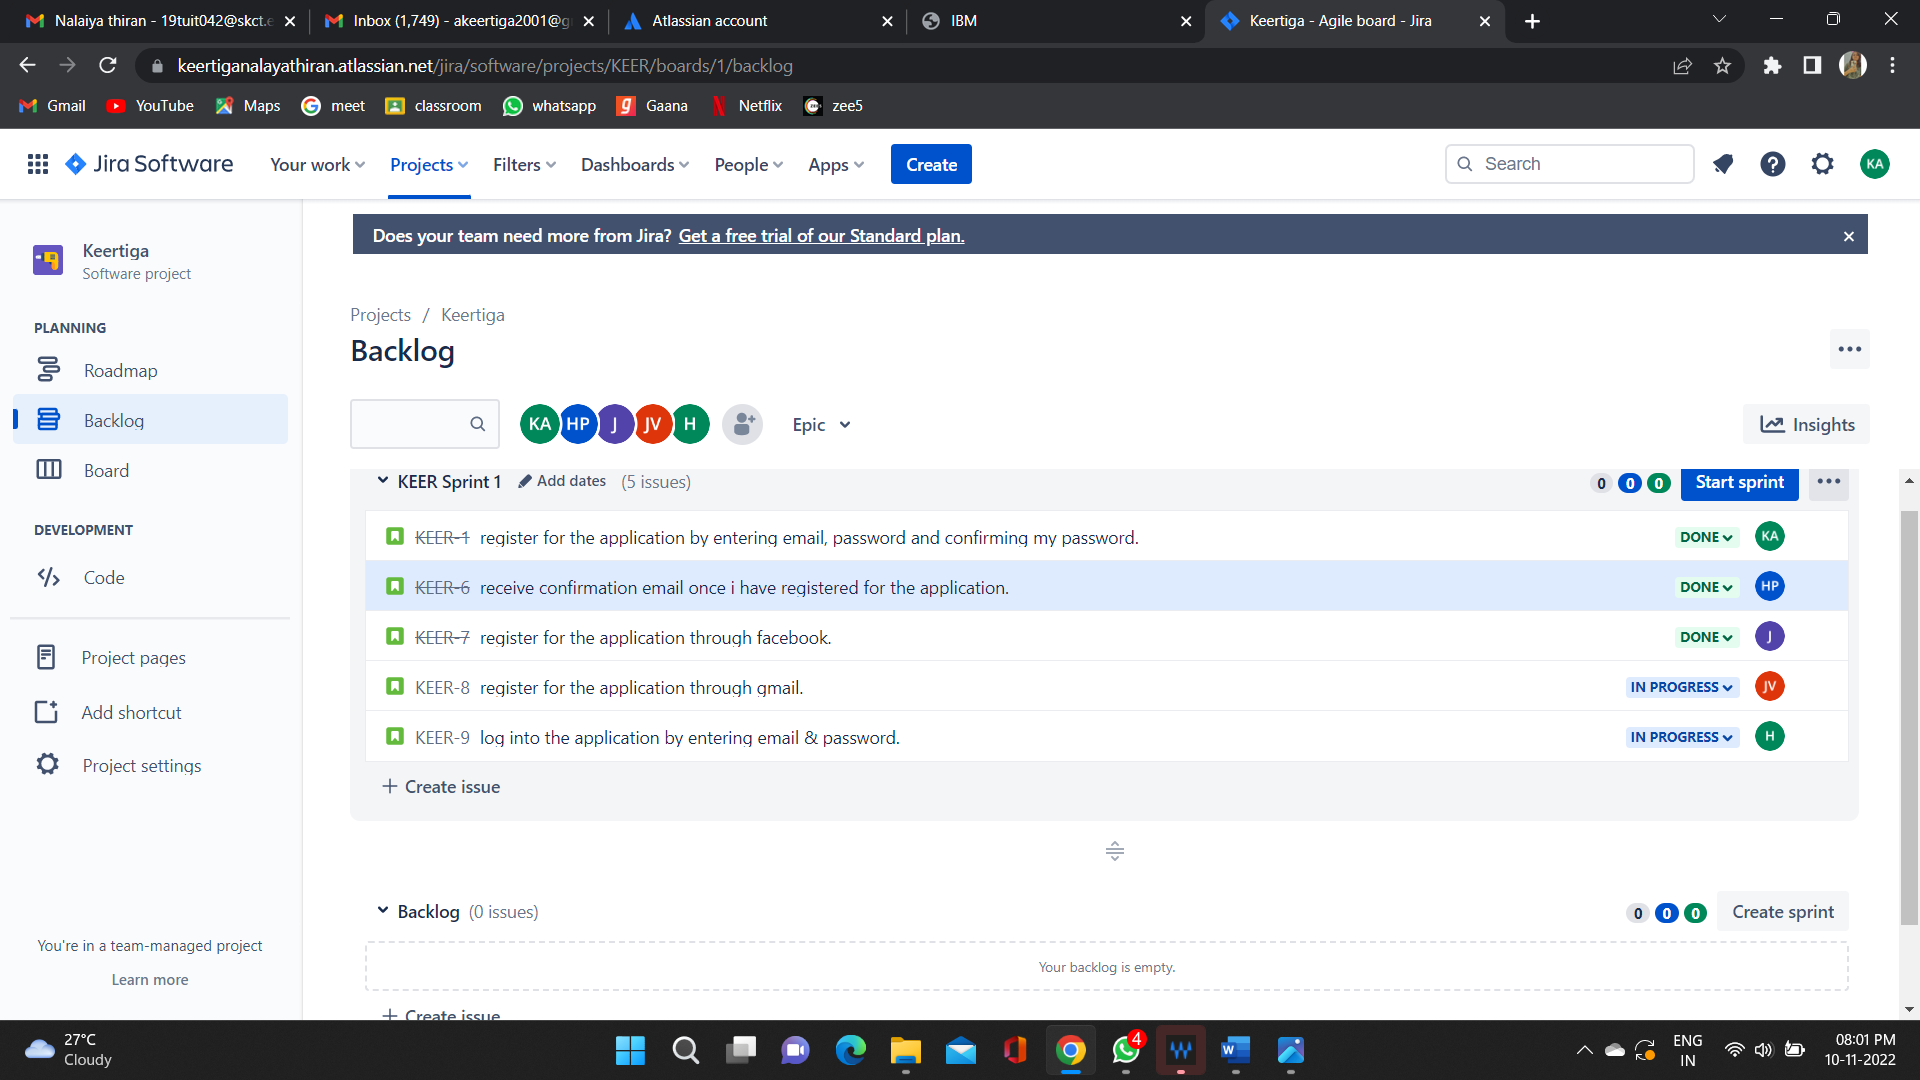 Nalaiya thiran - 19tuit042@skct.e
Inbox (1,749) - akeertiga2001@g
Atlassian account
IBM
Keertiga - Agile board - Jira
keertiganalayathiran.atlassian.net/jira/software/projects/KEER/boards/1/backlog
Gmail YouTube Maps meet classroom whatsapp Gaana Netflix zee5
Jira Software Your work Projects Filters Dashboards People Apps Create Search KA
Does your team need more from Jira? Get a free trial of our Standard plan.
Keertiga
Software project
PLANNING
Roadmap
Backlog
Board
DEVELOPMENT
Code
Project pages
Add shortcut
Project settings
You're in a team-managed project
Learn more
Projects / Keertiga
Backlog
KA HP J JV H Epic Insights
KEER Sprint 1 Add dates (5 issues) 0 0 0 Start sprint
KEER-1 register for the application by entering email, password and confirming my password. DONE KA
KEER-6 receive confirmation email once i have registered for the application. DONE HP
KEER-7 register for the application through facebook. DONE J
KEER-8 register for the application through gmail. IN PROGRESS JV
KEER-9 log into the application by entering email & password. IN PROGRESS H
+ Create issue
Backlog (0 issues) 0 0 0 Create sprint
Your backlog is empty.
+ Create issue
27°C
Cloudy
4
ENG
IN
08:01 PM
10-11-2022